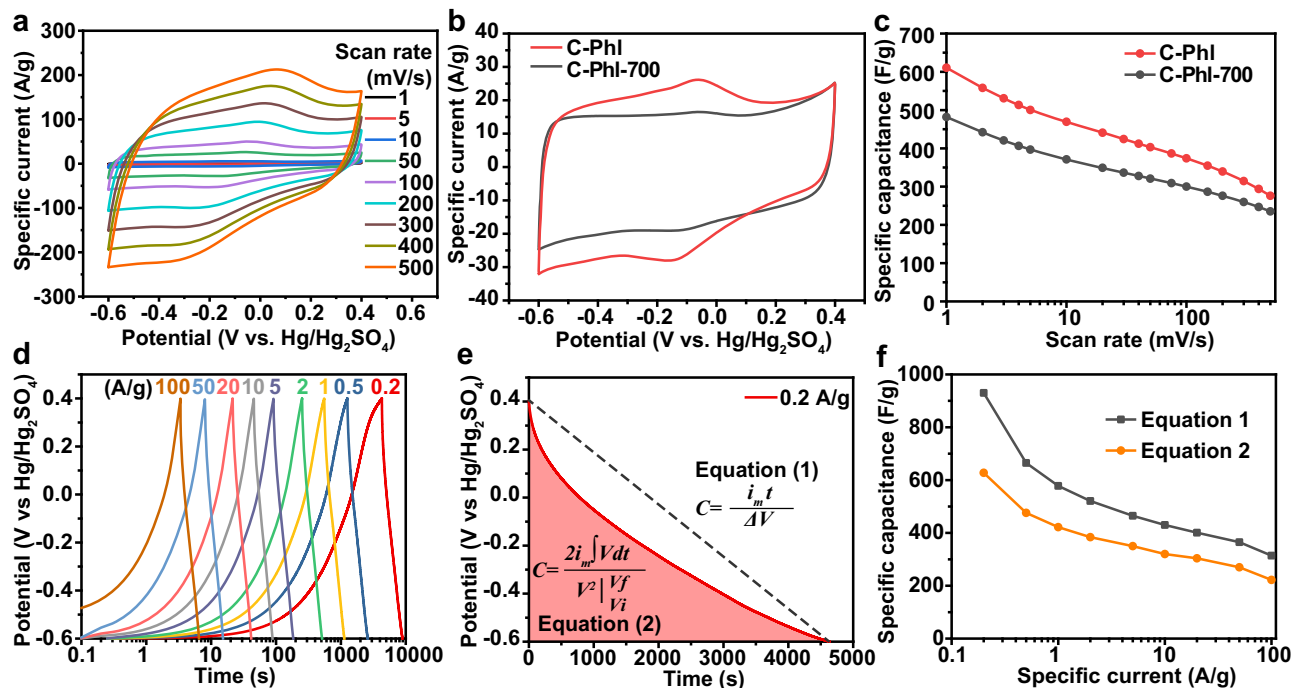 a
Specific current (A/g)
300
200
100
0
-100
-200
-300
-0.6
-0.4
-0.2
0.0
0.2
0.4
0.6
Potential (V vs. Hg/Hg₂SO₄)
Scan rate
(mV/s)
1
5
10
50
100
200
300
400
500
b
Specific current (A/g)
40
30
20
10
0
-10
-20
-30
-40
-0.6
-0.4
-0.2
0.0
0.2
0.4
Potential (V vs. Hg/Hg₂SO₄)
C-PhI
C-PhI-700
c
Specific capacitance (F/g)
700
600
500
400
300
200
100
0
1
10
100
Scan rate (mV/s)
C-PhI
C-PhI-700
d
Potential (V vs Hg/Hg₂SO₄)
(A/g) 100 50 20 10 5 2 1 0.5 0.2
0.4
0.2
0.0
-0.2
-0.4
-0.6
0.1
1
10
100
1000
10000
Time (s)
e
Potential (V vs Hg/Hg₂SO₄)
0.4
0.2
0.0
-0.2
-0.4
-0.6
0
1000
2000
3000
4000
5000
Time (s)
0.2 A/g
Equation (1)
C= iₘt / ΔV
C= 2iₘ∫Vdt / V²|Vf Vi
Equation (2)
f
Specific capacitance (F/g)
1000
800
600
400
200
0
0.1
1
10
100
Specific current (A/g)
Equation 1
Equation 2